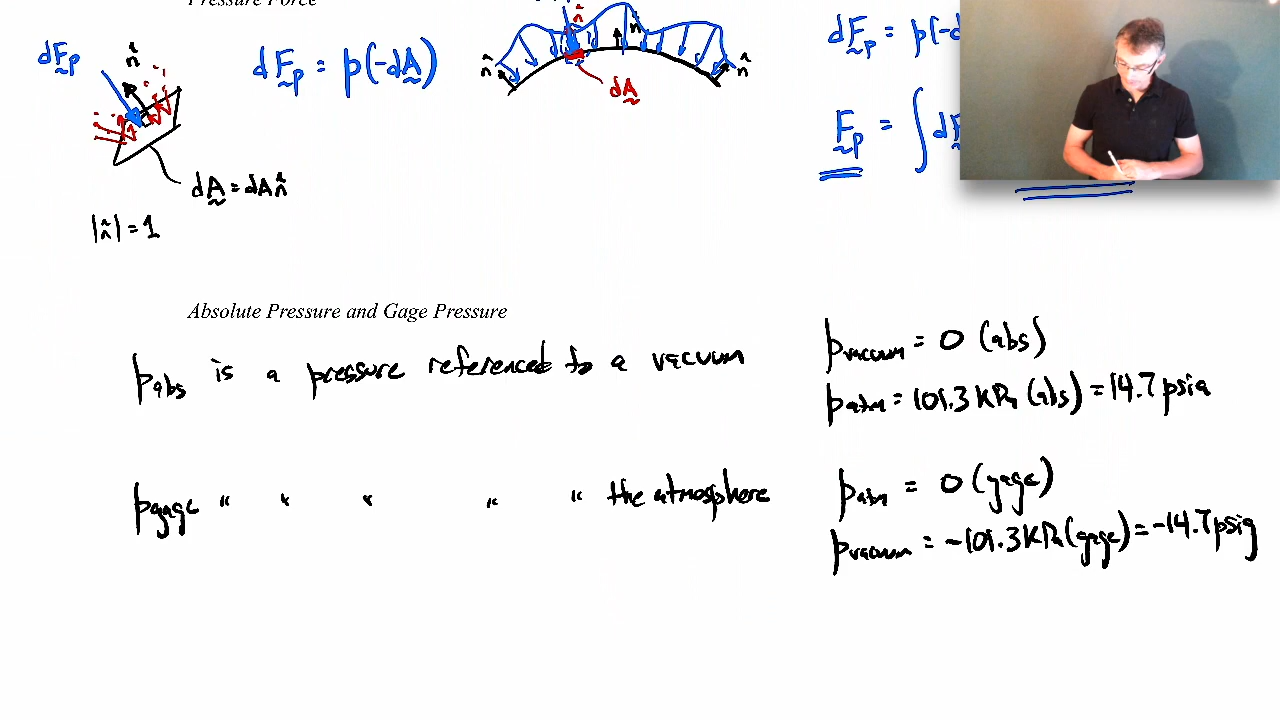 Pressure Force
dF_p
n̂
dF_p = p(-dA)
n̂
n̂
n
n̂
dA
dF_p = p(-d
F_p = ∫ dF
dA = dA n̂
|n̂| = 1
Absolute Pressure and Gage Pressure
p_abs is a pressure referenced to a vacuum
p_vacuum = 0 (abs)
p_atm = 101.3 kPa (abs) = 14.7 psia
p_gage " " " " " the atmosphere
p_atm = 0 (gage)
p_vacuum = -101.3 kPa (gage) = -14.7 psig